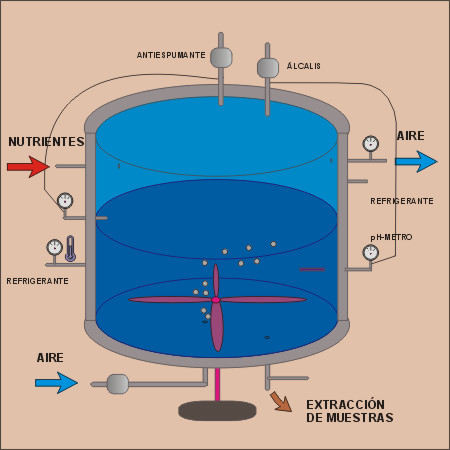 ANTIESPUMANTE
ÁLCALIS
NUTRIENTES
AIRE
REFRIGERANTE
pH-METRO
REFRIGERANTE
AIRE
EXTRACCIÓN
DE MUESTRAS